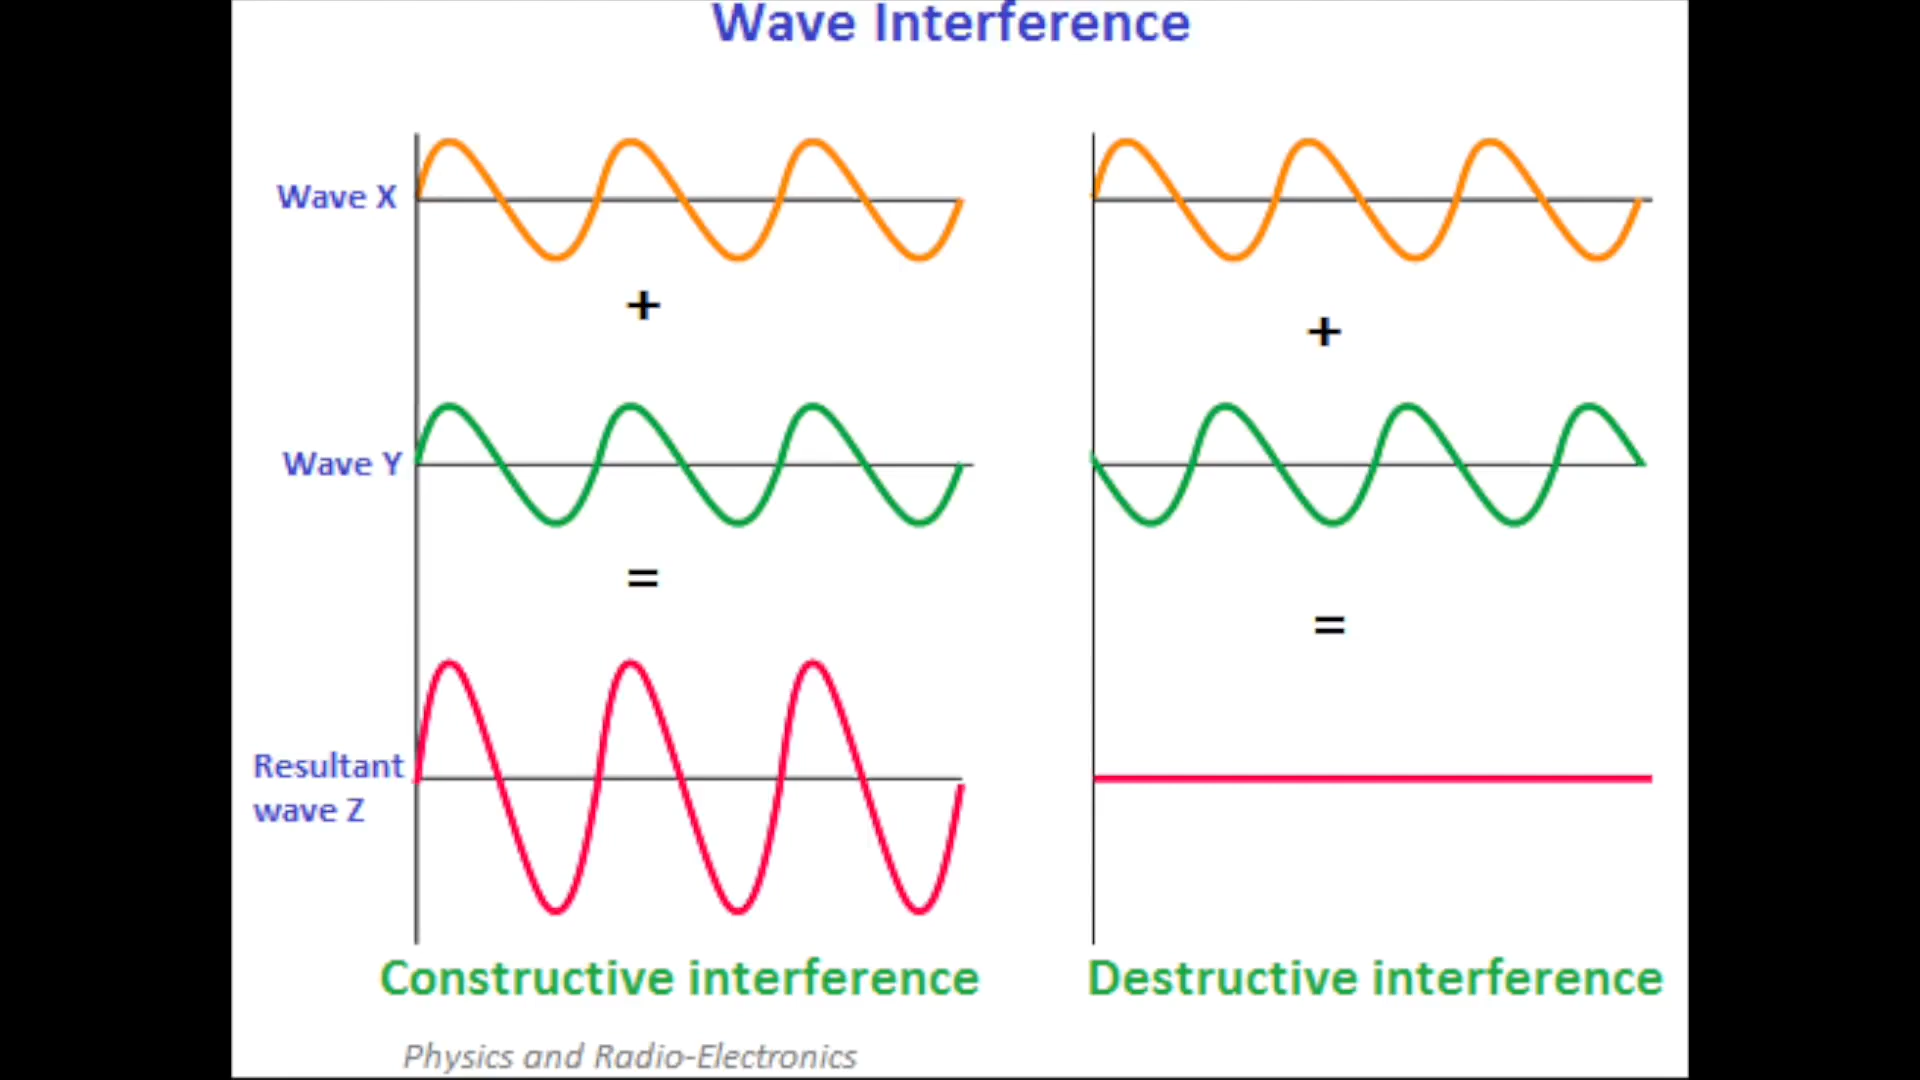 Wave Interference
Wave X
+
+
Wave Y
=
=
Resultant
wave Z
Constructive interference
Destructive interference
Physics and Radio-Electronics